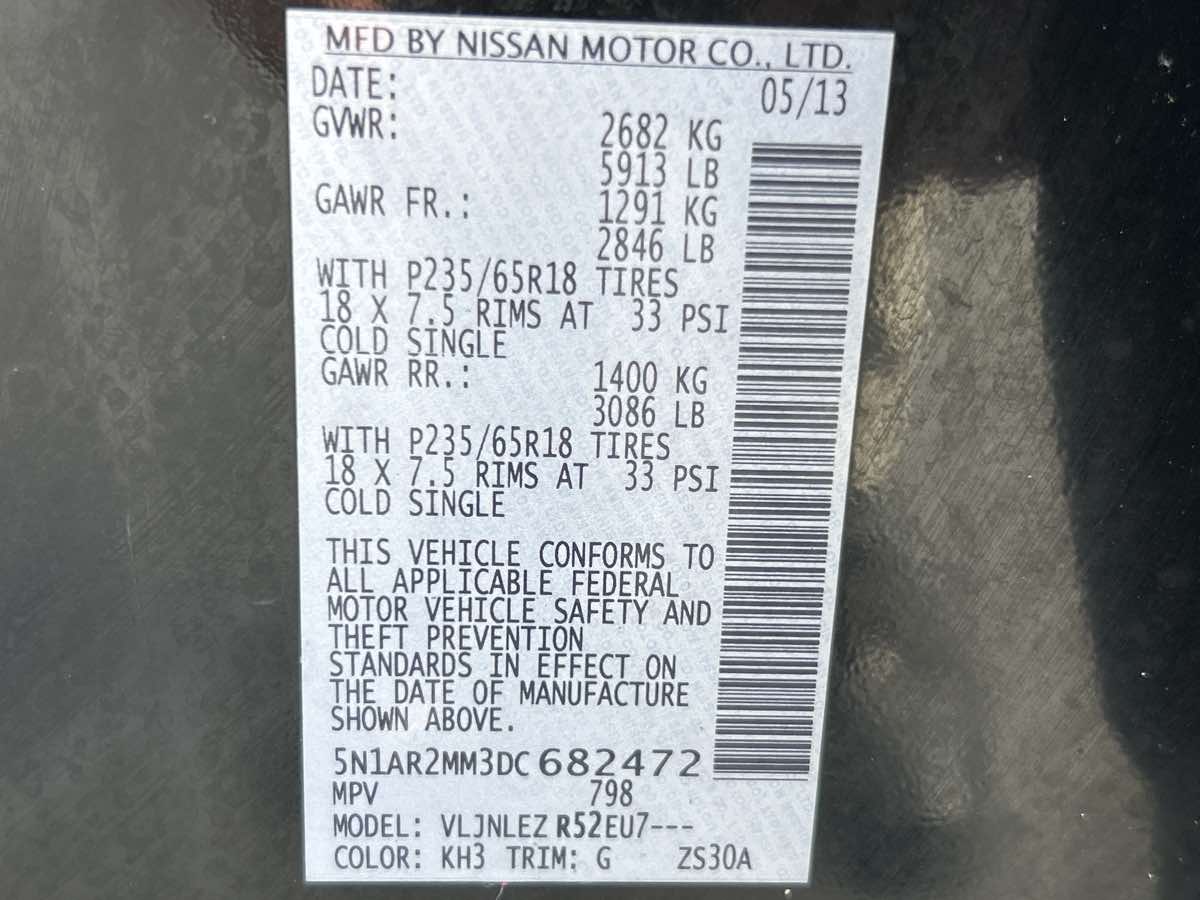 MFD BY NISSAN MOTOR CO., LTD.
DATE: 05/13
GVWR: 2682 KG
5913 LB
GAWR FR.: 1291 KG
2846 LB
WITH P235/65R18 TIRES
18 X 7.5 RIMS AT 33 PSI
COLD SINGLE
GAWR RR.: 1400 KG
3086 LB
WITH P235/65R18 TIRES
18 X 7.5 RIMS AT 33 PSI
COLD SINGLE
THIS VEHICLE CONFORMS TO
ALL APPLICABLE FEDERAL
MOTOR VEHICLE SAFETY AND
THEFT PREVENTION
STANDARDS IN EFFECT ON
THE DATE OF MANUFACTURE
SHOWN ABOVE.
5N1AR2MM3DC682472
MPV 798
MODEL: VLJNLEZ R52EU7---
COLOR: KH3 TRIM: G ZS30A